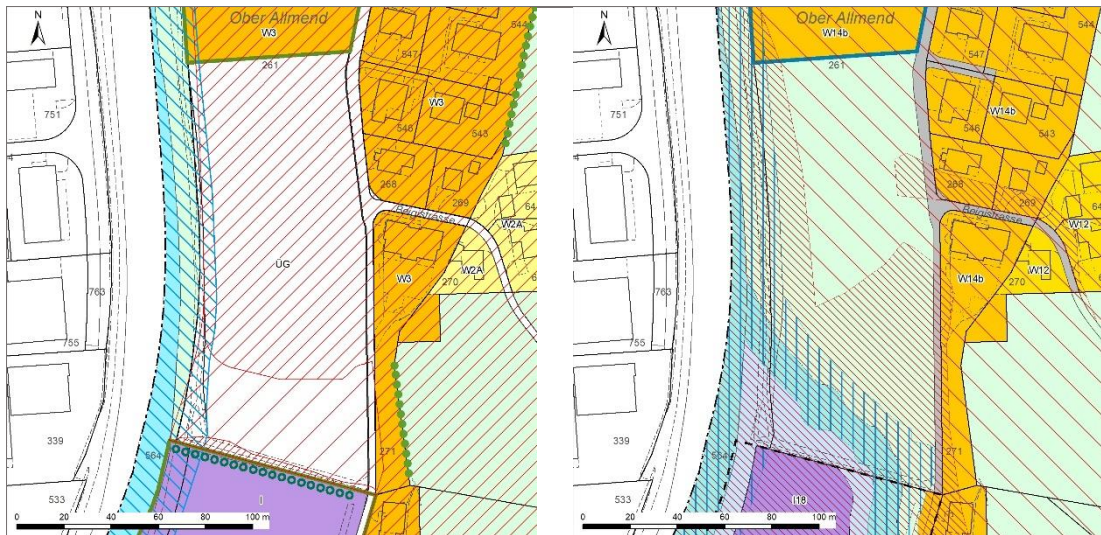 N
Ober Allmend
W3
261
547
544
W3
751
546
543
268
269
Bergistrasse
64
W2A
ÜG
763
W3
W2A
270
755
339
564
271
533
I
0 20 40 60 80 100 m
N
Ober Allmend
W14b
261
547
544
W14b
751
546
543
268
269
64
W12
763
W14b
W12
270
755
339
564
271
533
I18
0 20 40 60 80 100 m